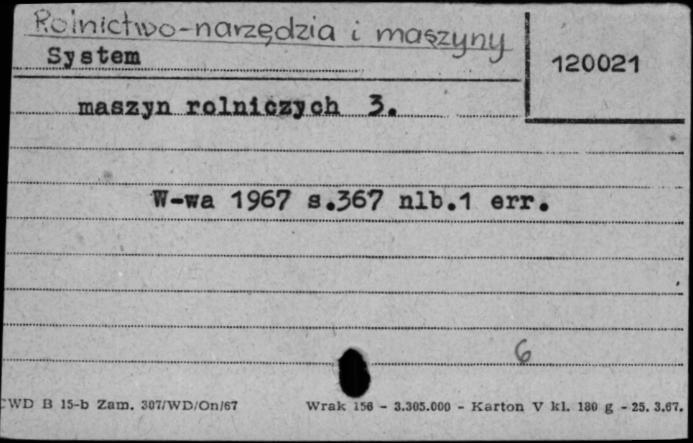 Rolnictwo-narzędzia i maszyny
System
120021
maszyn rolniczych 3.
W-wa 1967 s.367 nlb.1 err.
6
CWD B 15-b Zam. 307/WD/On/67 Wrak 156 - 3.305.000 - Karton V kl. 180 g - 25. 3.67.